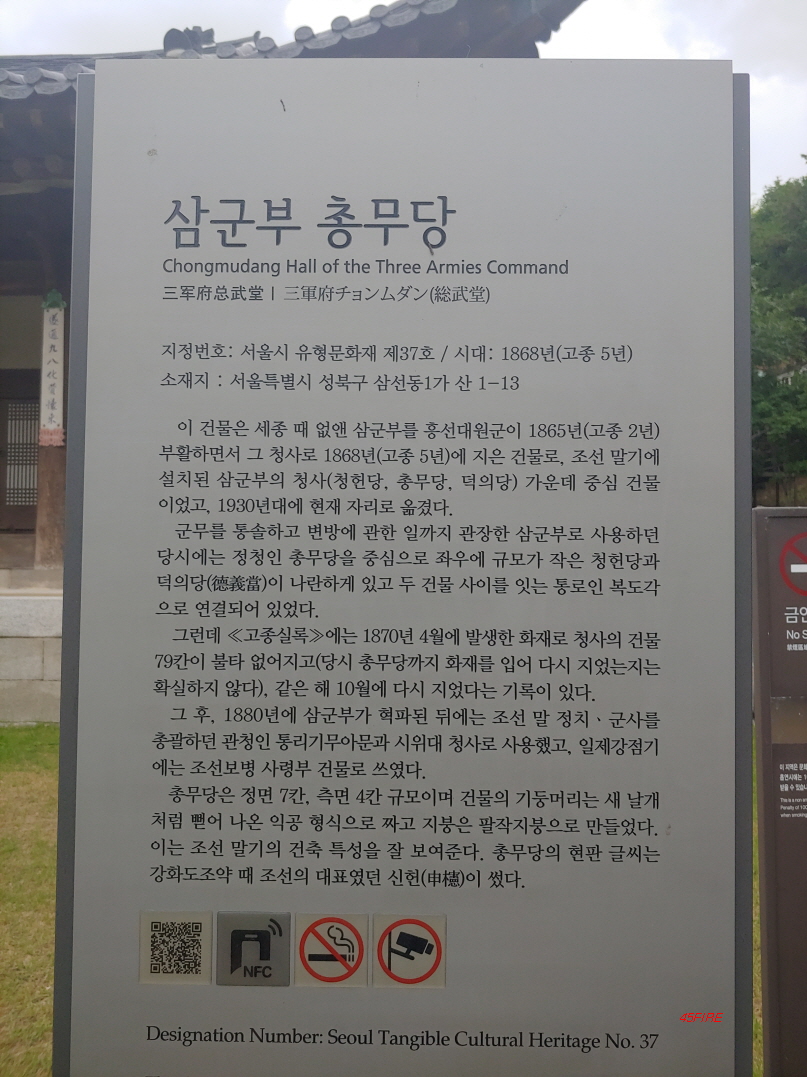 삼군부 총무당
Chongmudang Hall of the Three Armies Command
三军府总武堂 | 三軍府チョンムダン(総武堂)
지정번호: 서울시 유형문화재 제37호 / 시대: 1868년(고종 5년)
소재지 : 서울특별시 성북구 삼선동1가 산 1-13
이 건물은 세종 때 없앤 삼군부를 흥선대원군이 1865년(고종 2년)
부활하면서 그 청사로 1868년(고종 5년)에 지은 건물로, 조선 말기에
설치된 삼군부의 청사(청헌당, 총무당, 덕의당) 가운데 중심 건물
이었고, 1930년대에 현재 자리로 옮겼다.
군무를 통솔하고 변방에 관한 일까지 관장한 삼군부로 사용하던
당시에는 정청인 총무당을 중심으로 좌우에 규모가 작은 청헌당과
덕의당(徳義當)이 나란하게 있고 두 건물 사이를 잇는 통로인 복도각
으로 연결되어 있었다.
그런데 ≪고종실록≫에는 1870년 4월에 발생한 화재로 청사의 건물
79칸이 불타 없어지고(당시 총무당까지 화재를 입어 다시 지었는지는
확실하지 않다), 같은 해 10월에 다시 지었다는 기록이 있다.
그 후, 1880년에 삼군부가 혁파된 뒤에는 조선 말 정치、군사를
총괄하던 관청인 통리기무아문과 시위대 청사로 사용했고, 일제강점기
에는 조선보병 사령부 건물로 쓰였다.
총무당은 정면 7칸, 측면 4칸 규모이며 건물의 기둥머리는 새 날개
처럼 뻗어 나온 익공 형식으로 짜고 지붕은 팔작지붕으로 만들었다.
이는 조선 말기의 건축 특성을 잘 보여준다. 총무당의 현판 글씨는
강화도조약 때 조선의 대표였던 신헌(申櫶)이 썼다.
NFC
Designation Number: Seoul Tangible Cultural Heritage No. 37
45FIRE
금연
No S